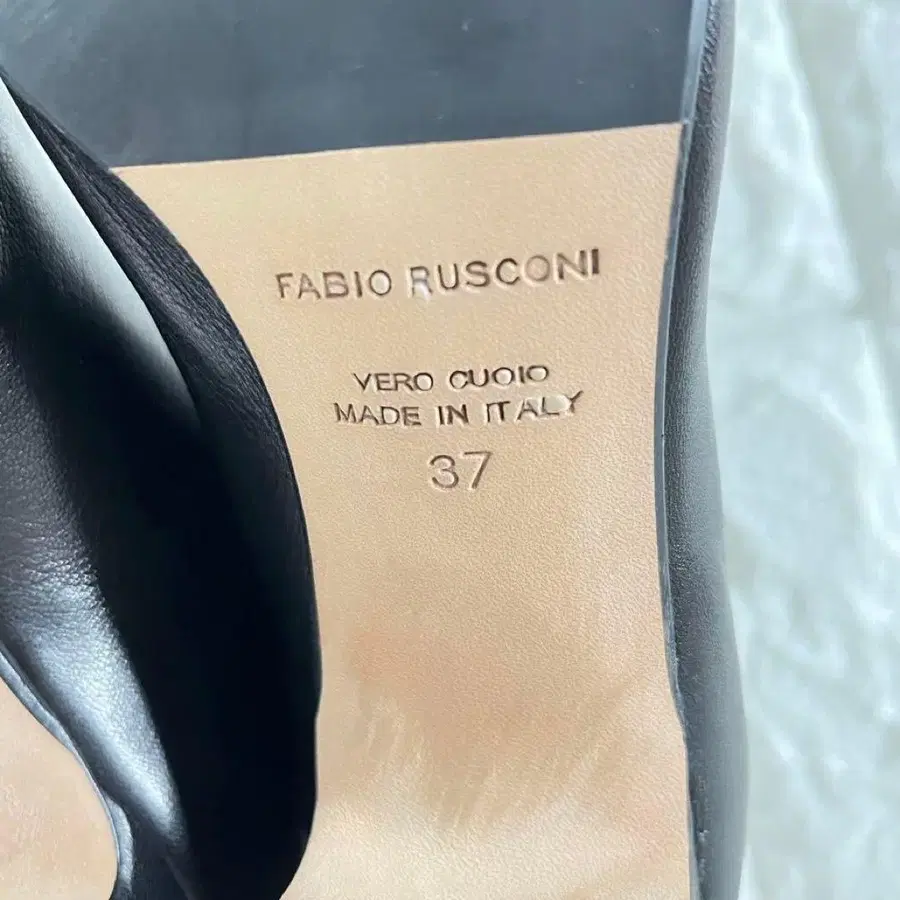 FABIO RUSCONI
VERO CUOIO
MADE IN ITALY
37